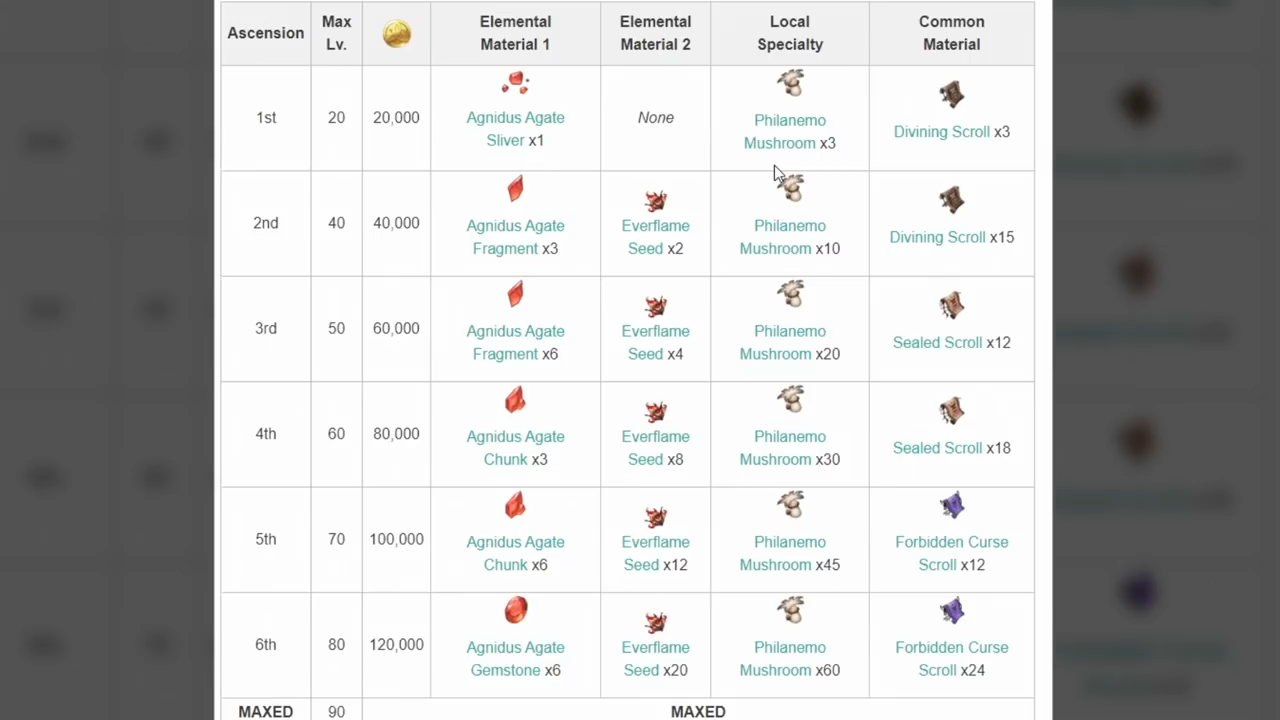 Ascension Max Lv. Elemental Material 1 Elemental Material 2 Local Specialty Common Material
1st 20 20,000 Agnidus Agate Sliver x1 None Philanemo Mushroom x3 Divining Scroll x3
2nd 40 40,000 Agnidus Agate Fragment x3 Everflame Seed x2 Philanemo Mushroom x10 Divining Scroll x15
3rd 50 60,000 Agnidus Agate Fragment x6 Everflame Seed x4 Philanemo Mushroom x20 Sealed Scroll x12
4th 60 80,000 Agnidus Agate Chunk x3 Everflame Seed x8 Philanemo Mushroom x30 Sealed Scroll x18
5th 70 100,000 Agnidus Agate Chunk x6 Everflame Seed x12 Philanemo Mushroom x45 Forbidden Curse Scroll x12
6th 80 120,000 Agnidus Agate Gemstone x6 Everflame Seed x20 Philanemo Mushroom x60 Forbidden Curse Scroll x24
MAXED 90 MAXED